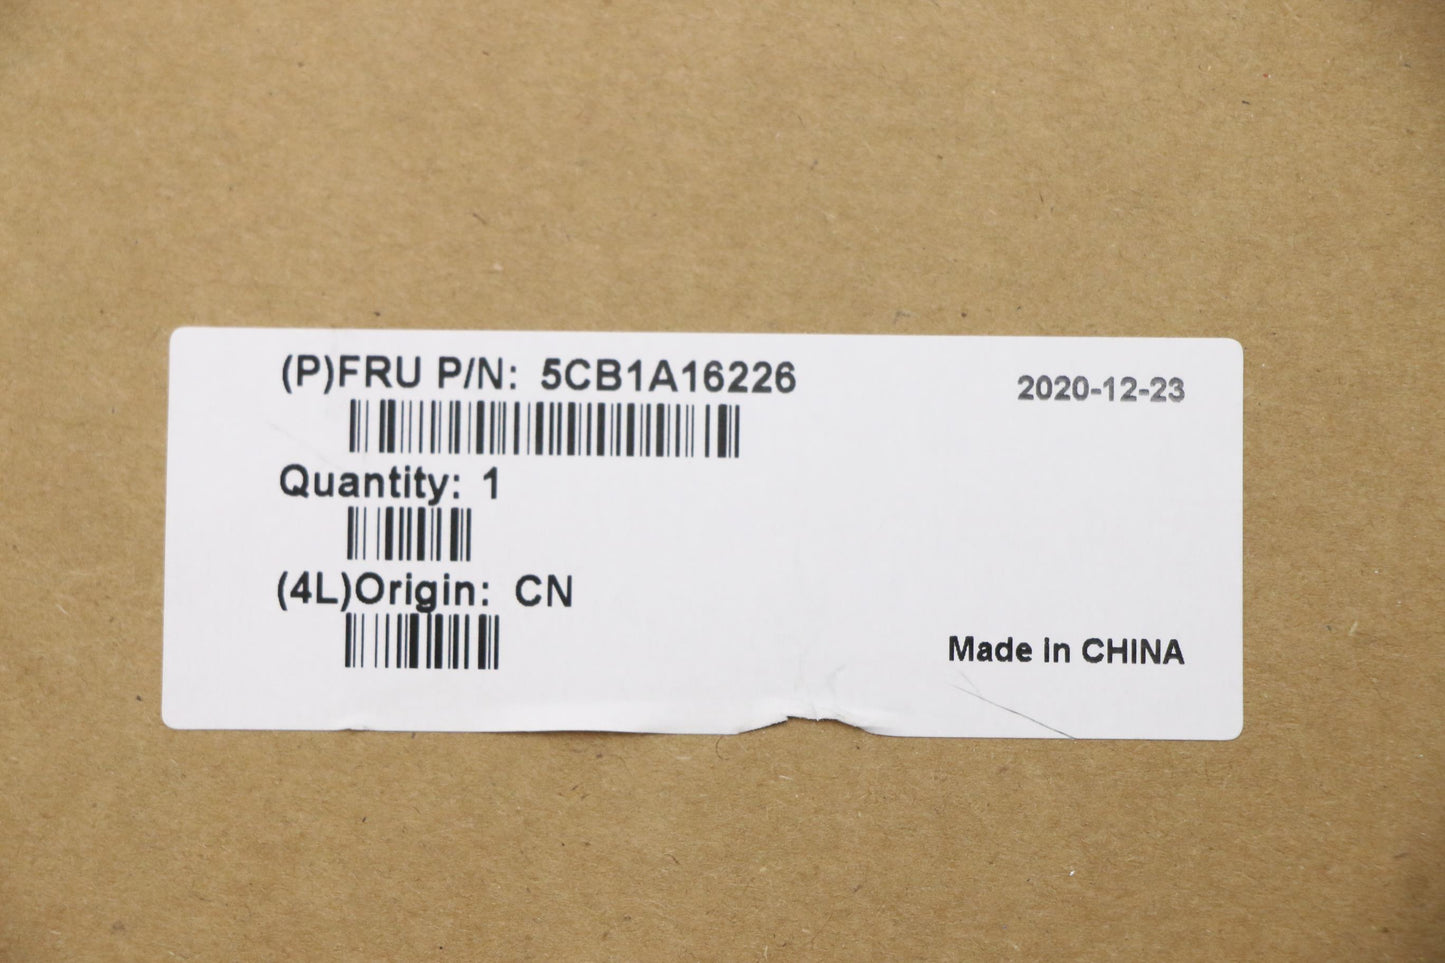 (P)FRU P/N: 5CB1A16226
2020-12-23
Quantity: 1
(4L)Origin: CN
Made in CHINA